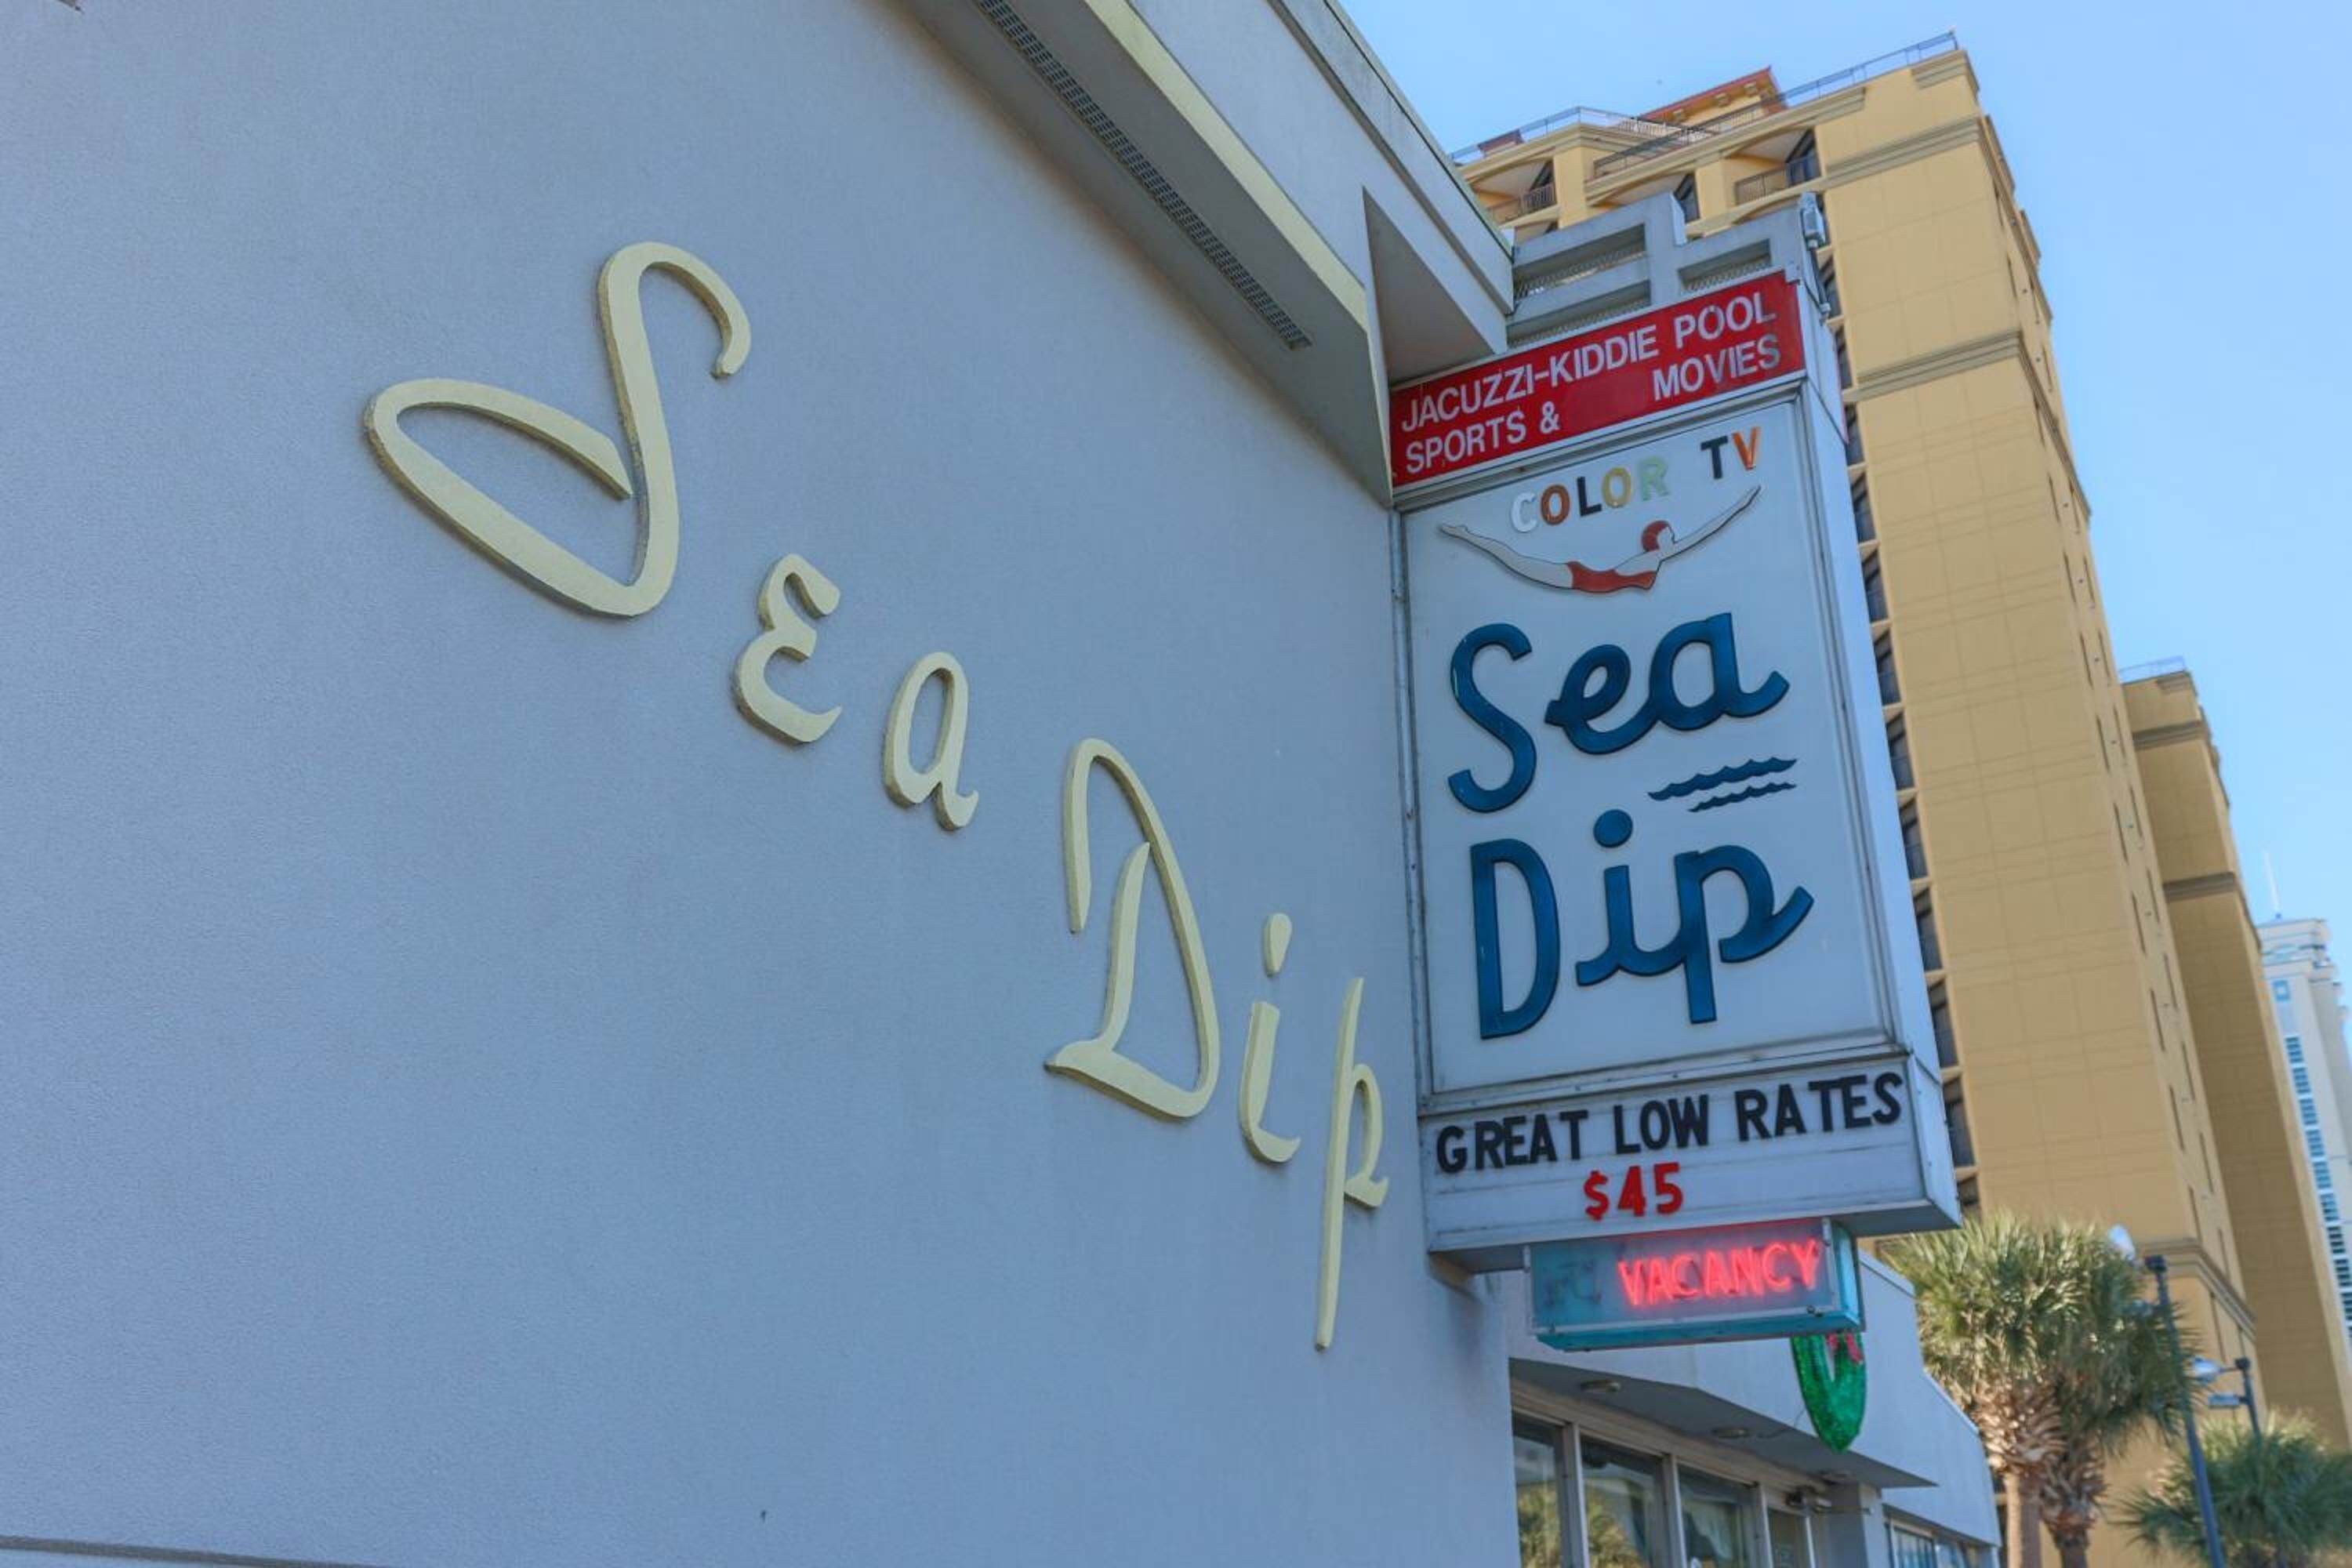 Sea Dip
JACUZZI-KIDDIE POOL
SPORTS & MOVIES
COLOR TV
Sea
Dip
GREAT LOW RATES
$45
VACANCY